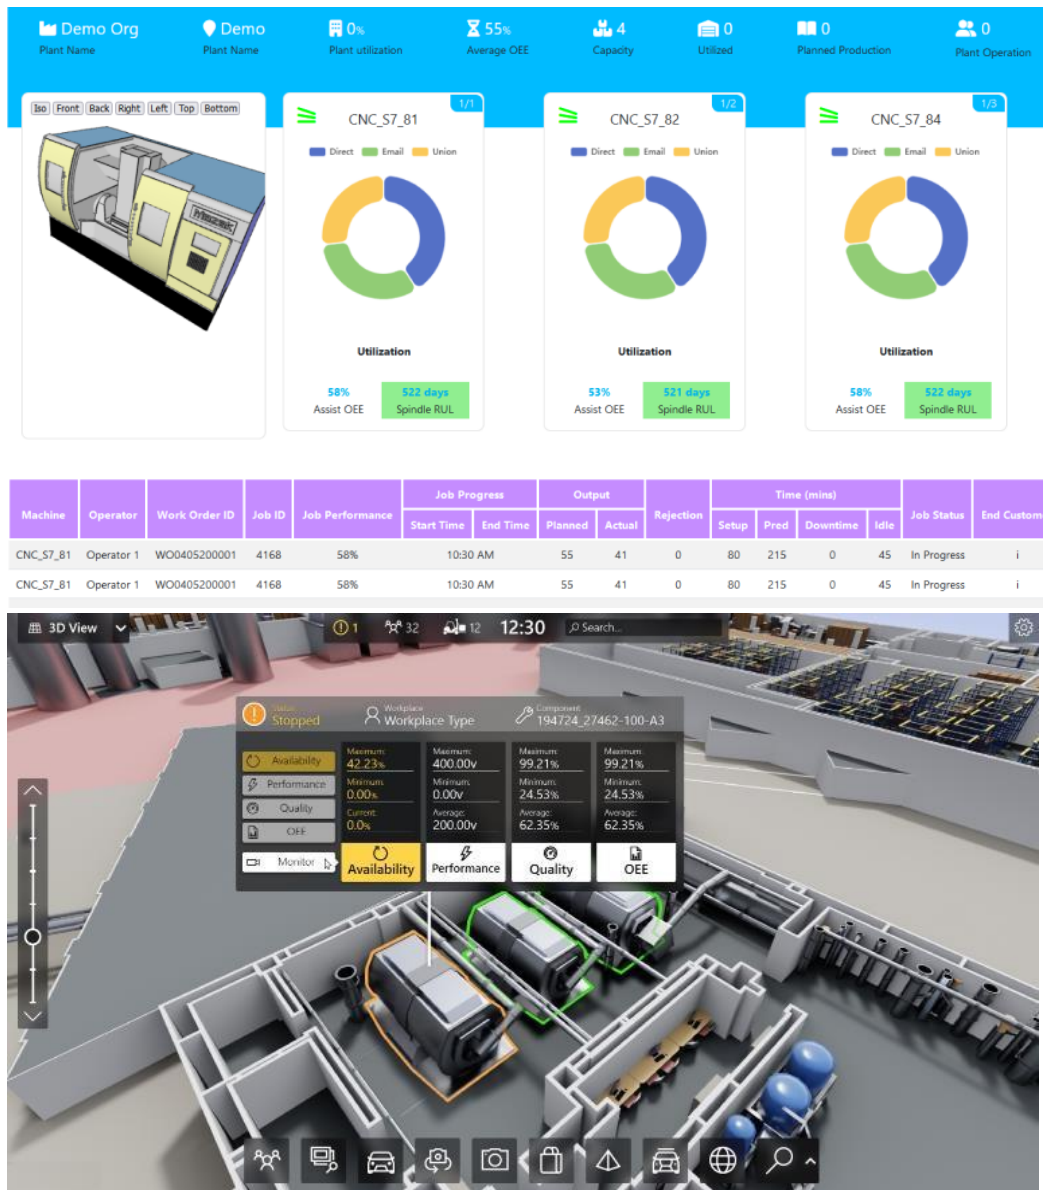 Demo Org
Demo
0%
55%
4
0
0
0
Plant Name
Plant Name
Plant utilization
Average OEE
Capacity
Utilized
Planned Production
Plant Operation
Iso Front Back Right Left Top Bottom
Mazak
1/1
CNC_S7_81
Direct Email Union
Utilization
58%
Assist OEE
522 days
Spindle RUL
1/2
CNC_S7_82
Direct Email Union
Utilization
53%
Assist OEE
521 days
Spindle RUL
1/3
CNC_S7_84
Direct Email Union
Utilization
58%
Assist OEE
522 days
Spindle RUL
Machine Operator Work Order ID Job ID Job Performance Job Progress Output Rejection Time (mins) Job Status End Custom
Start Time End Time Planned Actual Setup Pred Downtime Idle
CNC_S7_81 Operator 1 WO0405200001 4168 58% 10:30 AM 55 41 0 80 215 0 45 In Progress i
CNC_S7_81 Operator 1 WO0405200001 4168 58% 10:30 AM 55 41 0 80 215 0 45 In Progress i
3D View
1 32 12 12:30 Search...
Status
Stopped
Workplace
Workplace Type
Component
194724_27462-100-A3
Availability
Performance
Quality
OEE
Monitor
Maximum:
42.23%
Minimum:
0.00%
Current:
0.0%
Availability
Maximum:
400.00v
Minimum:
0.00v
Average:
200.00v
Performance
Maximum:
99.21%
Minimum:
24.53%
Average:
62.35%
Quality
Maximum:
99.21%
Minimum:
24.53%
Average:
62.35%
OEE